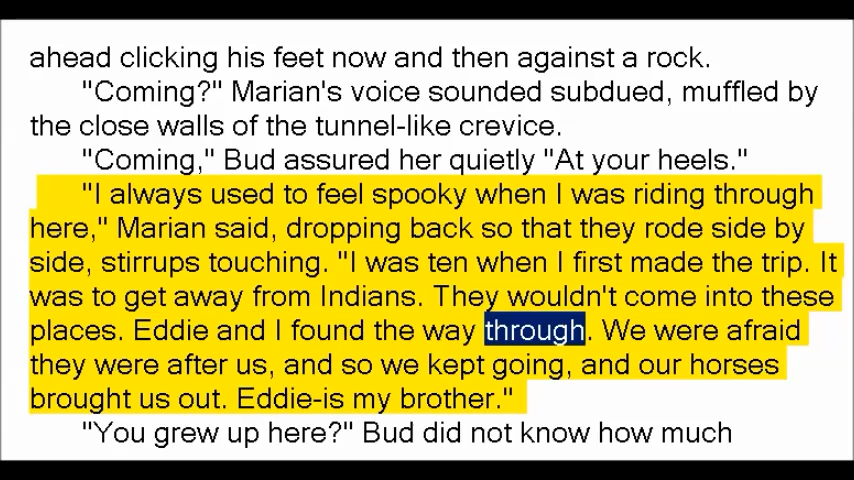 ahead clicking his feet now and then against a rock.
"Coming?" Marian's voice sounded subdued, muffled by
the close walls of the tunnel-like crevice.
"Coming," Bud assured her quietly "At your heels."
"I always used to feel spooky when I was riding through
here," Marian said, dropping back so that they rode side by
side, stirrups touching. "I was ten when I first made the trip. It
was to get away from Indians. They wouldn't come into these
places. Eddie and I found the way through. We were afraid
they were after us, and so we kept going, and our horses
brought us out. Eddie-is my brother."
"You grew up here?" Bud did not know how much